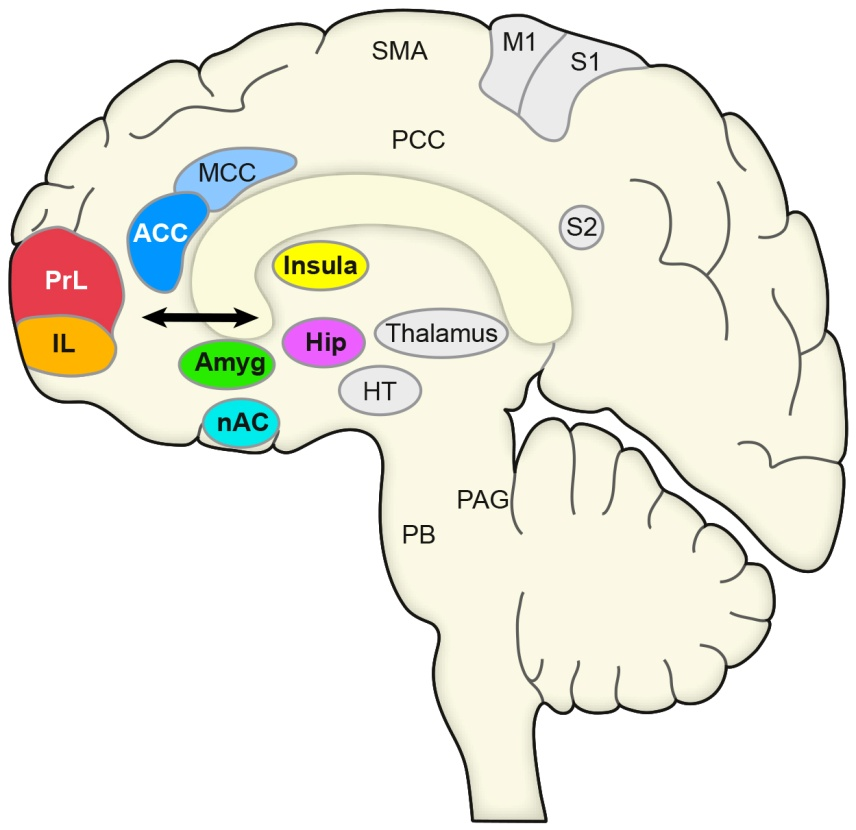 M1
SMA
S1
PCC
MCC
ACC
S2
Insula
PrL
Thalamus
Hip
IL
Amyg
HT
nAC
PAG
PB